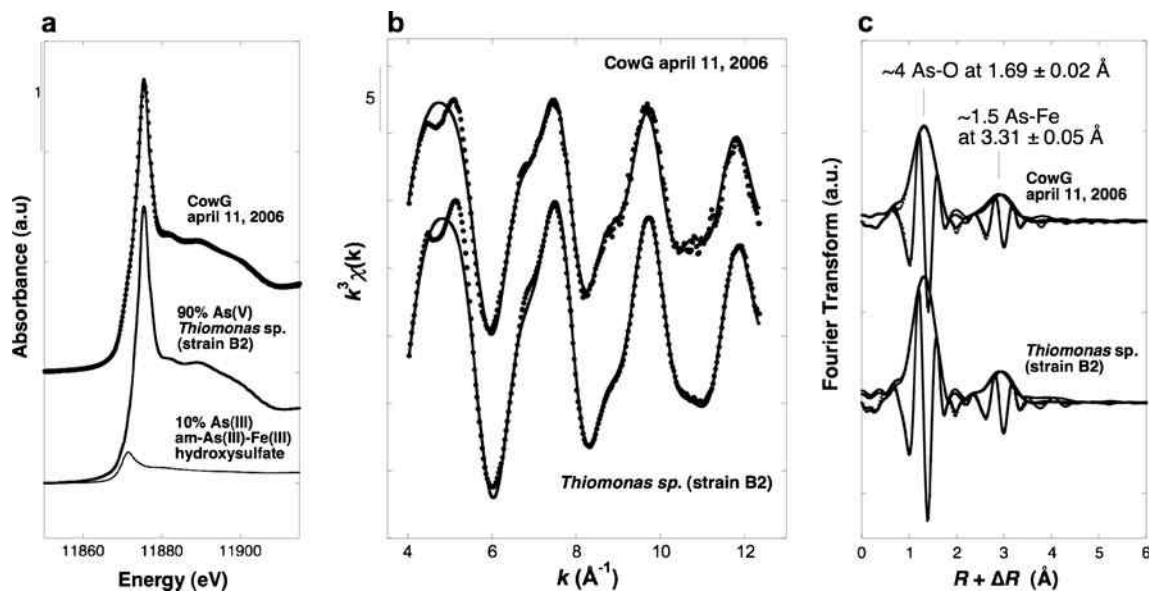 a
Absorbance (a.u)
1
CowG
april 11, 2006
90% As(V)
Thiomonas sp.
(strain B2)
10% As(III)
am-As(III)-Fe(III)
hydroxysulfate
11860 11880 11900
Energy (eV)
b
k³χ(k)
5
CowG april 11, 2006
Thiomonas sp. (strain B2)
4 6 8 10 12
k (Å⁻¹)
c
Fourier Transform (a.u.)
~4 As-O at 1.69 ± 0.02 Å
~1.5 As-Fe
at 3.31 ± 0.05 Å
CowG
april 11, 2006
Thiomonas sp.
(strain B2)
0 1 2 3 4 5 6
R + ΔR (Å)